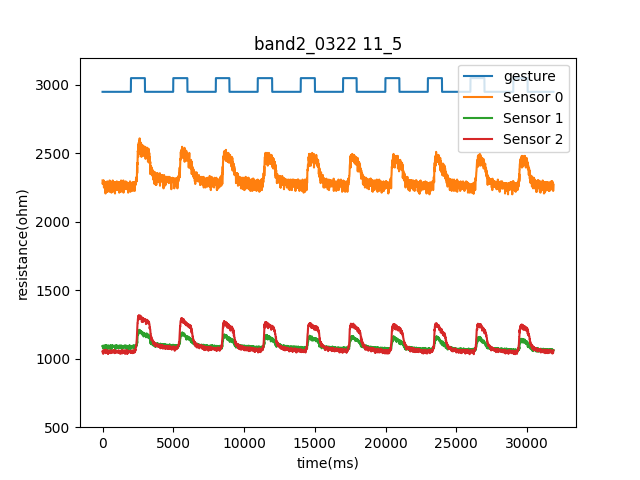 band2_0322 11_5
gesture
Sensor 0
Sensor 1
Sensor 2
3000
2500
2000
1500
1000
500
resistance(ohm)
0 5000 10000 15000 20000 25000 30000
time(ms)